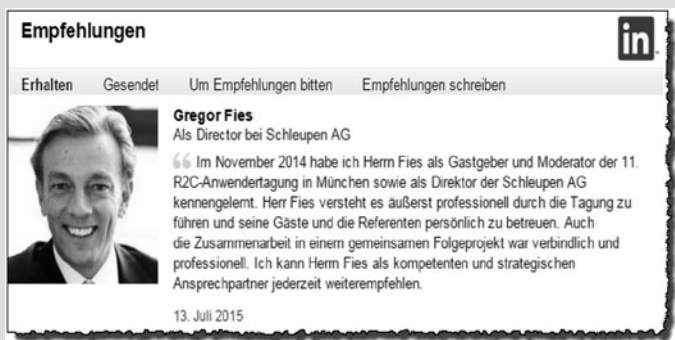 Empfehlungen
in
Erhalten Gesendet Um Empfehlungen bitten Empfehlungen schreiben
Gregor Fies
Als Director bei Schleupen AG
Im November 2014 habe ich Herrn Fies als Gastgeber und Moderator der 11.
R2C-Anwendertagung in München sowie als Direktor der Schleupen AG
kennengelernt. Herr Fies versteht es äußerst professionell durch die Tagung zu
führen und seine Gäste und die Referenten persönlich zu betreuen. Auch
die Zusammenarbeit in einem gemeinsamen Folgeprojekt war verbindlich und
professionell. Ich kann Herrn Fies als kompetenten und strategischen
Ansprechpartner jederzeit weiterempfehlen.
13. Juli 2015